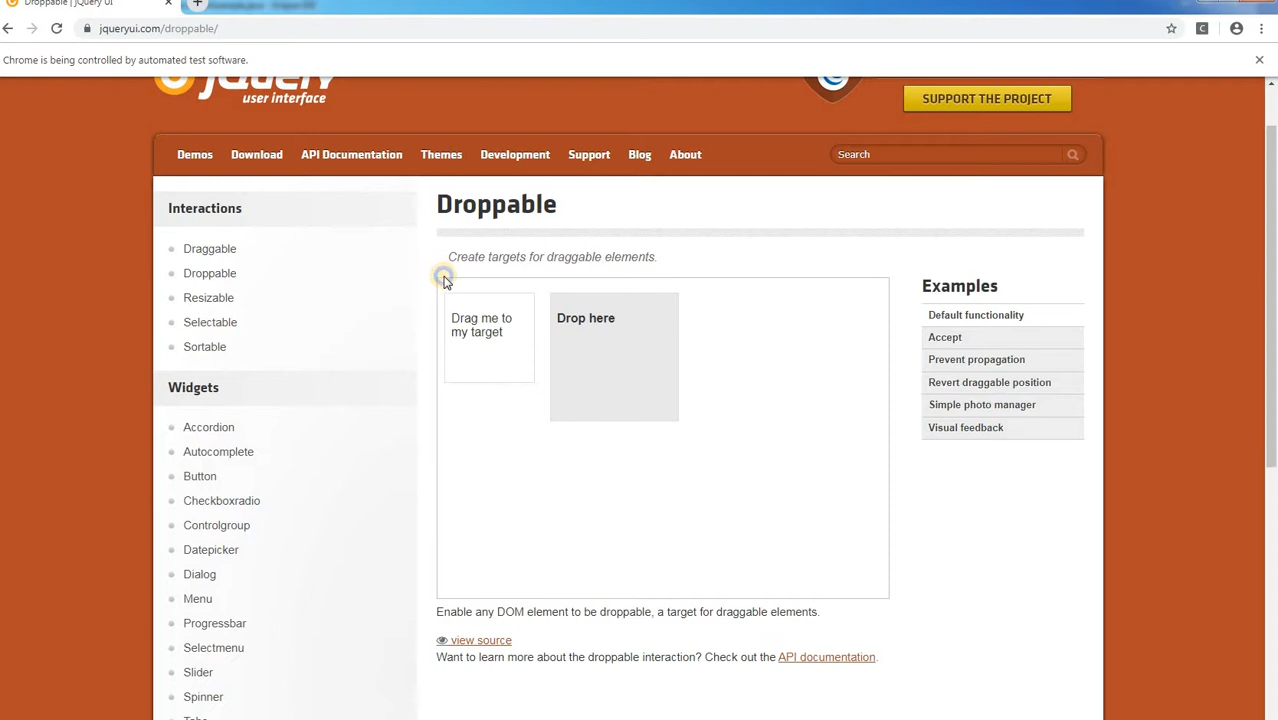 Droppable | jQuery UI
jqueryui.com/droppable/
Chrome is being controlled by automated test software.
jQuery
user interface
SUPPORT THE PROJECT
Demos
Download
API Documentation
Themes
Development
Support
Blog
About
Search
Interactions
Draggable
Droppable
Resizable
Selectable
Sortable
Widgets
Accordion
Autocomplete
Button
Checkboxradio
Controlgroup
Datepicker
Dialog
Menu
Progressbar
Selectmenu
Slider
Spinner
Tabs
Droppable
Create targets for draggable elements.
Drag me to
my target
Drop here
Enable any DOM element to be droppable, a target for draggable elements.
view source
Want to learn more about the droppable interaction? Check out the API documentation.
Examples
Default functionality
Accept
Prevent propagation
Revert draggable position
Simple photo manager
Visual feedback